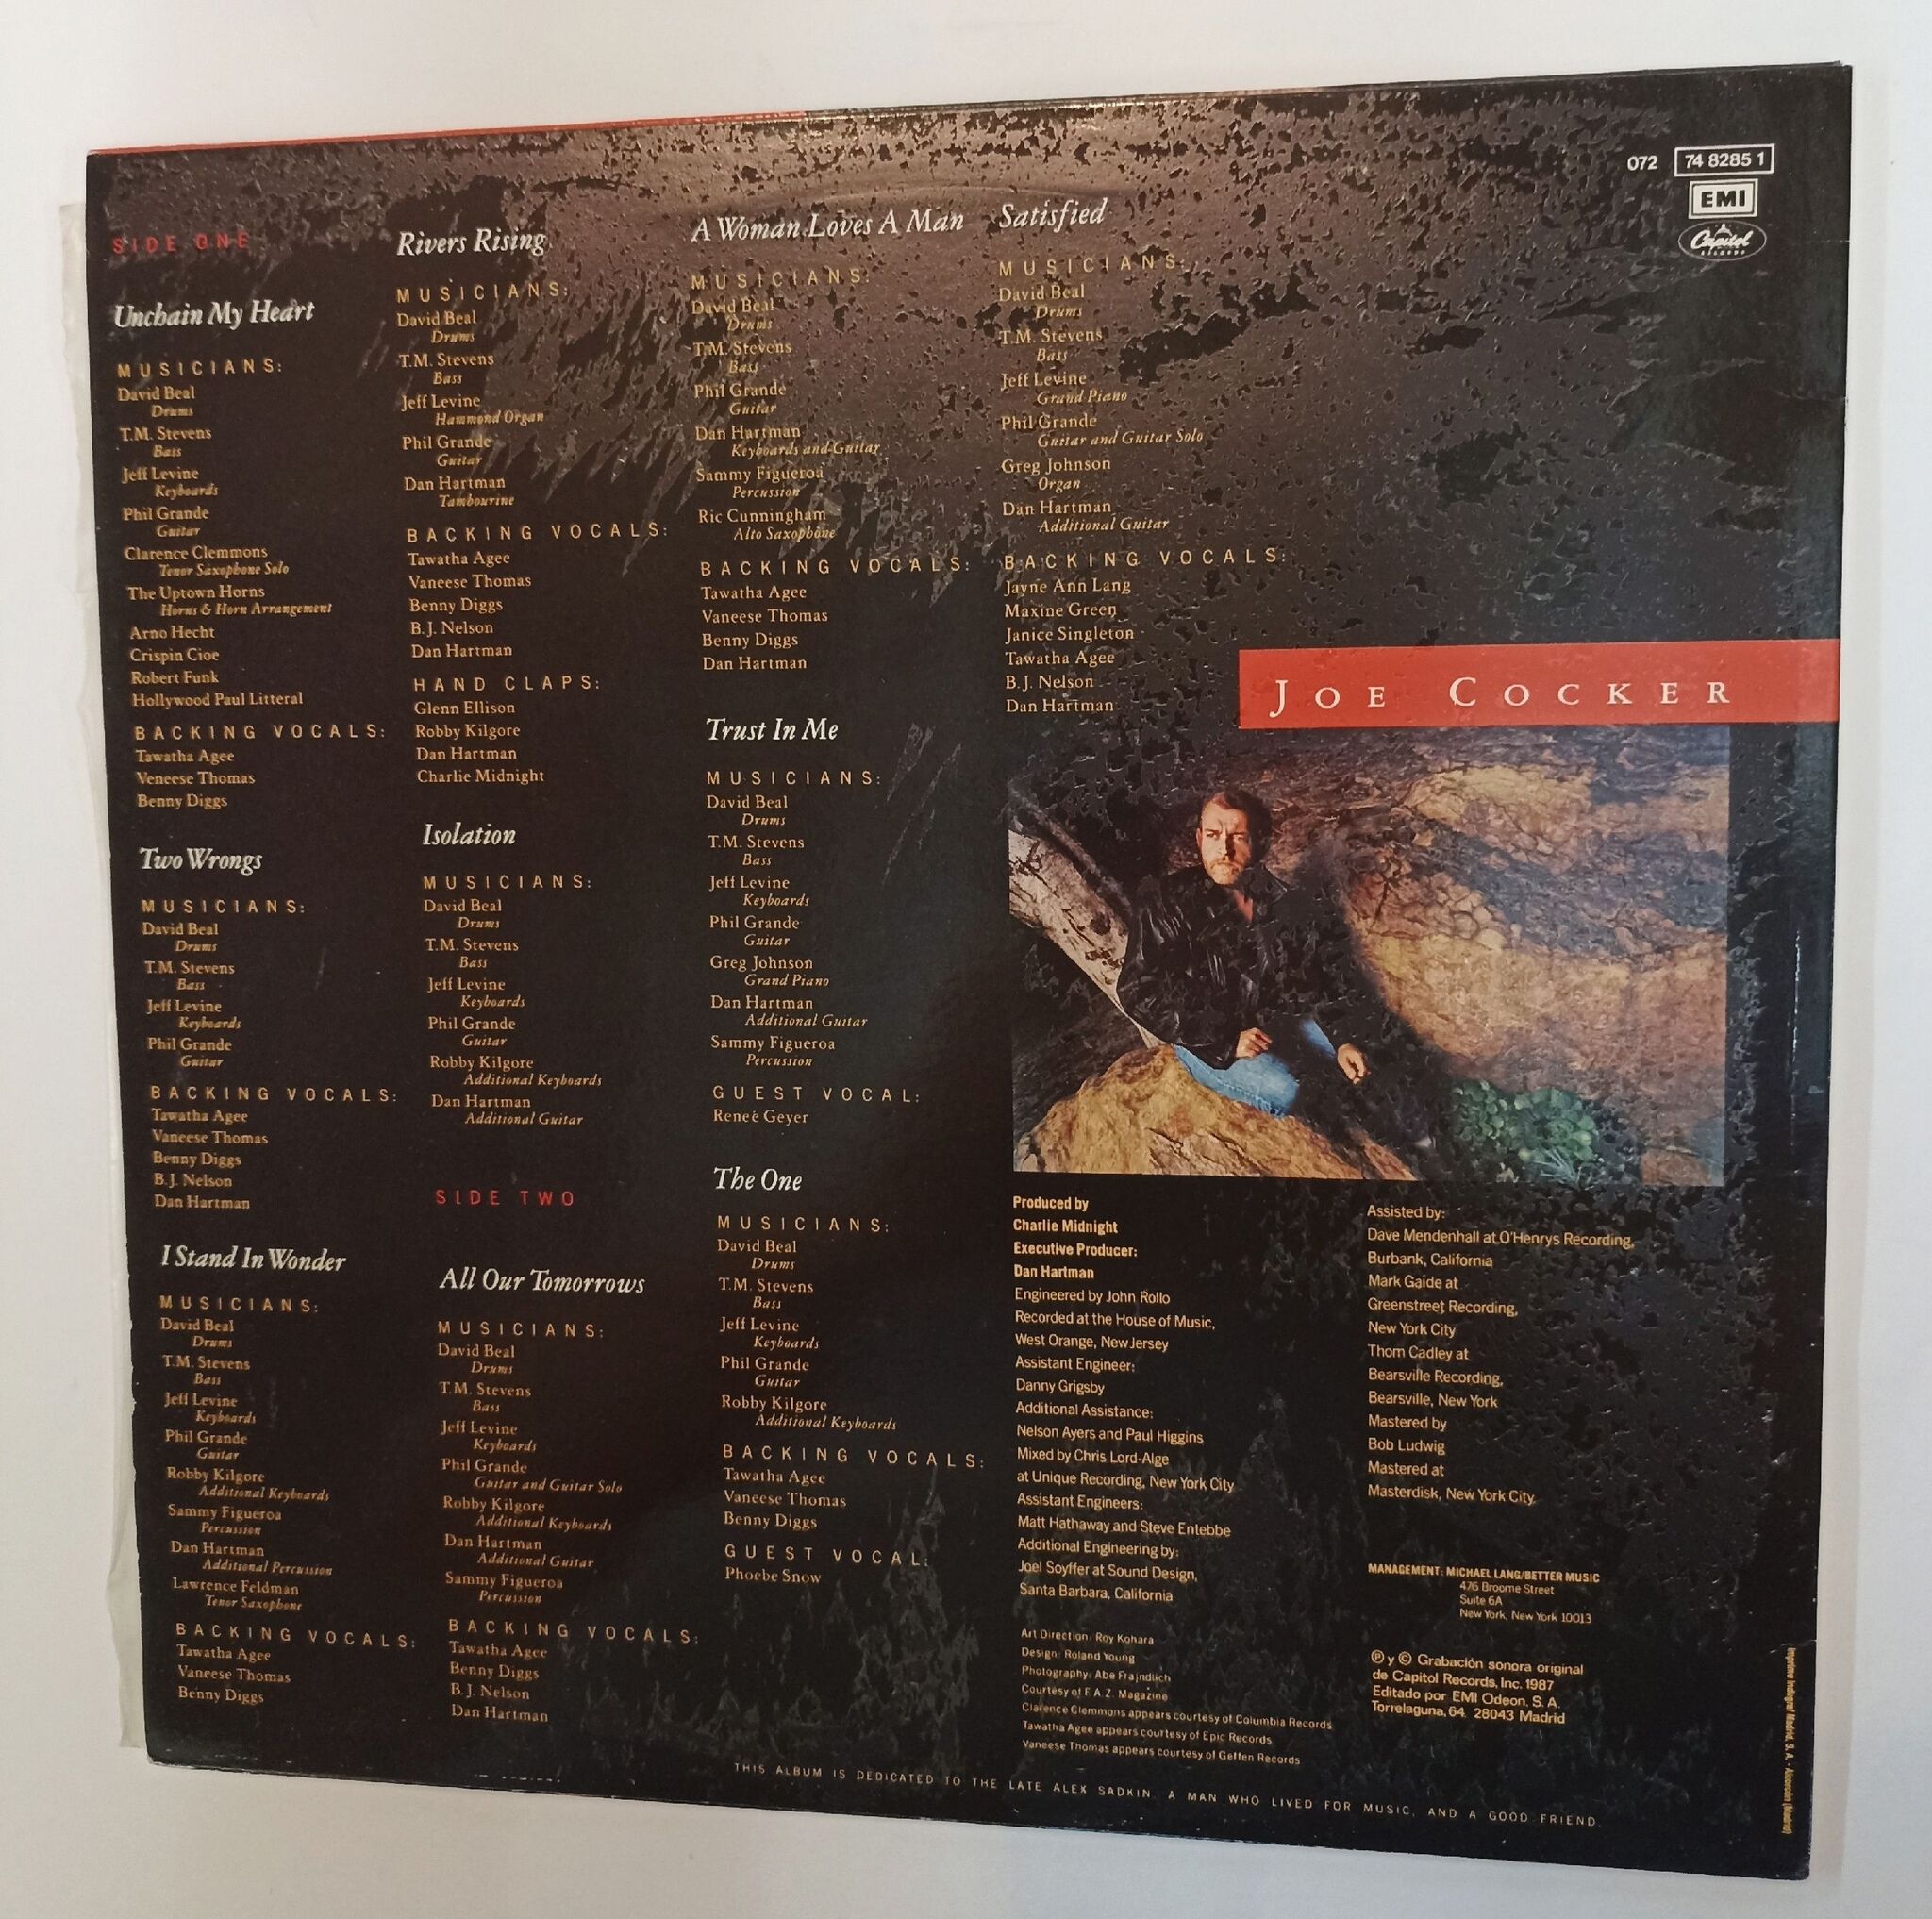 SIDE ONE
Unchain My Heart
MUSICIANS:
David Beal
Drums
T.M. Stevens
Bass
Jeff Levine
Keyboards
Phil Grande
Guitar
Clarence Clemmons
Tenor Saxophone Solo
The Uptown Horns
Horns & Horn Arrangement
Arno Hecht
Crispin Cioe
Robert Funk
Hollywood Paul Litteral
BACKING VOCALS:
Tawatha Agee
Veneese Thomas
Benny Diggs
Two Wrongs
MUSICIANS:
David Beal
Drums
T.M. Stevens
Bass
Jeff Levine
Keyboards
Phil Grande
Guitar
BACKING VOCALS:
Tawatha Agee
Vaneese Thomas
Benny Diggs
B.J. Nelson
Dan Hartman
I Stand In Wonder
MUSICIANS:
David Beal
Drums
T.M. Stevens
Bass
Jeff Levine
Keyboards
Phil Grande
Guitar
Robby Kilgore
Additional Keyboards
Sammy Figueroa
Percussion
Dan Hartman
Additional Percussion
Lawrence Feldman
Tenor Saxophone
BACKING VOCALS:
Tawatha Agee
Vaneese Thomas
Benny Diggs
Rivers Rising
MUSICIANS:
David Beal
Drums
T.M. Stevens
Bass
Jeff Levine
Hammond Organ
Phil Grande
Guitar
Dan Hartman
Tambourine
BACKING VOCALS:
Tawatha Agee
Vaneese Thomas
Benny Diggs
B.J. Nelson
Dan Hartman
HAND CLAPS:
Glenn Ellison
Robby Kilgore
Dan Hartman
Charlie Midnight
Isolation
MUSICIANS:
David Beal
Drums
T.M. Stevens
Bass
Jeff Levine
Keyboards
Phil Grande
Guitar
Robby Kilgore
Additional Keyboards
Dan Hartman
Additional Guitar
SIDE TWO
All Our Tomorrows
MUSICIANS:
David Beal
Drums
T.M. Stevens
Bass
Jeff Levine
Keyboards
Phil Grande
Guitar and Guitar Solo
Robby Kilgore
Additional Keyboards
Dan Hartman
Additional Guitar
Sammy Figueroa
Percussion
BACKING VOCALS:
Tawatha Agee
Benny Diggs
B.J. Nelson
Dan Hartman
A Woman Loves A Man
MUSICIANS:
David Beal
Drums
T.M. Stevens
Bass
Phil Grande
Guitar
Dan Hartman
Keyboards and Guitar
Sammy Figueroa
Percussion
Ric Cunningham
Alto Saxophone
BACKING VOCALS:
Tawatha Agee
Vaneese Thomas
Benny Diggs
Dan Hartman
Trust In Me
MUSICIANS:
David Beal
Drums
T.M. Stevens
Bass
Jeff Levine
Keyboards
Phil Grande
Guitar
Greg Johnson
Grand Piano
Dan Hartman
Additional Guitar
Sammy Figueroa
Percussion
GUEST VOCAL:
Reneé Geyer
The One
MUSICIANS:
David Beal
Drums
T.M. Stevens
Bass
Jeff Levine
Keyboards
Phil Grande
Guitar
Robby Kilgore
Additional Keyboards
BACKING VOCALS:
Tawatha Agee
Vaneese Thomas
Benny Diggs
GUEST VOCAL:
Phoebe Snow
Satisfied
MUSICIANS:
David Beal
Drums
T.M. Stevens
Bass
Jeff Levine
Grand Piano
Phil Grande
Guitar and Guitar Solo
Greg Johnson
Organ
Dan Hartman
Additional Guitar
BACKING VOCALS:
Jayne Ann Lang
Maxine Green
Janice Singleton
Tawatha Agee
B.J. Nelson
Dan Hartman
072 74 8285 1
EMI
Capitol
RECORDS
JOE COCKER
Produced by
Charlie Midnight
Executive Producer:
Dan Hartman
Engineered by John Rollo
Recorded at the House of Music,
West Orange, New Jersey
Assistant Engineer:
Danny Grigsby
Additional Assistance:
Nelson Ayers and Paul Higgins
Mixed by Chris Lord-Alge
at Unique Recording, New York City
Assistant Engineers:
Matt Hathaway and Steve Entebbe
Additional Engineering by:
Joel Soyffer at Sound Design,
Santa Barbara, California
Art Direction: Roy Kohara
Design: Roland Young
Photography: Abe Frajndlich
Courtesy of F.A.Z. Magazine
Clarence Clemmons appears courtesy of Columbia Records
Tawatha Agee appears courtesy of Epic Records
Vaneese Thomas appears courtesy of Geffen Records
Assisted by:
Dave Mendenhall at O'Henrys Recording,
Burbank, California
Mark Gaide at
Greenstreet Recording,
New York City
Thom Cadley at
Bearsville Recording,
Bearsville, New York
Mastered by
Bob Ludwig
Mastered at
Masterdisk, New York City.
MANAGEMENT: MICHAEL LANG/BETTER MUSIC
476 Broome Street
Suite 6A
New York, New York 10013
Ⓟ y © Grabación sonora original
de Capitol Records, Inc. 1987
Editado por EMI Odeon, S. A.
Torrelaguna, 64 28043 Madrid
Imprime Indugraf Madrid, S. A. - Alcorcón (Madrid)
THIS ALBUM IS DEDICATED TO THE LATE ALEX SADKIN. A MAN WHO LIVED FOR MUSIC, AND A GOOD FRIEND.